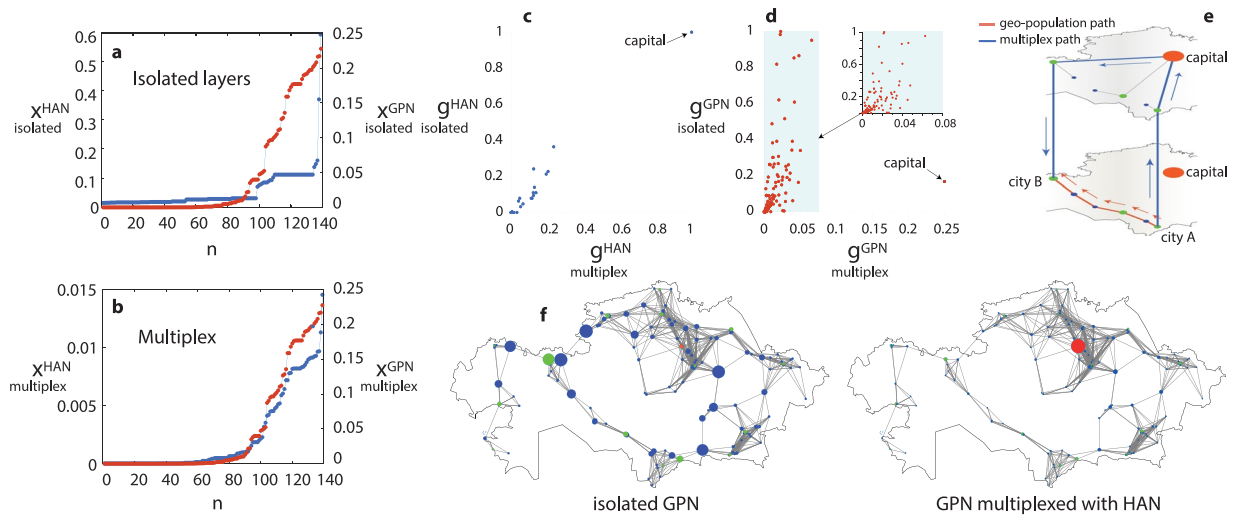 a
Isolated layers
0.6
0.5
0.4
0.3
0.2
0.1
0
0.25
0.2
0.15
0.1
0.05
0
0 20 40 60 80 100 120 140
n
x^HAN
isolated
x^GPN
isolated
b
Multiplex
0.015
0.01
0.005
0
0.25
0.2
0.15
0.1
0.05
0
0 20 40 60 80 100 120 140
n
x^HAN
multiplex
x^GPN
multiplex
c
capital
1
0.8
0.6
0.4
0.2
0
0 0.2 0.4 0.6 0.8 1
g^HAN
isolated
g^HAN
multiplex
d
1
0.8
0.6
0.4
0.2
0
0 0.05 0.1 0.15 0.2 0.25
g^GPN
isolated
g^GPN
multiplex
1
0.8
0.6
0.4
0.2
0
0 0.04 0.08
capital
e
geo-population path
multiplex path
capital
capital
city B
city A
f
isolated GPN
GPN multiplexed with HAN